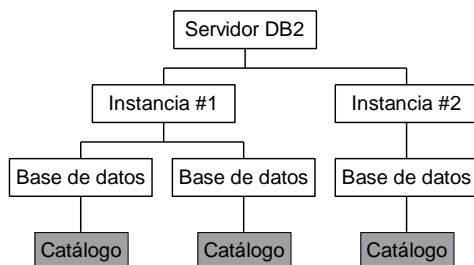 Servidor DB2
Instancia #1
Instancia #2
Base de datos
Base de datos
Base de datos
Catálogo
Catálogo
Catálogo